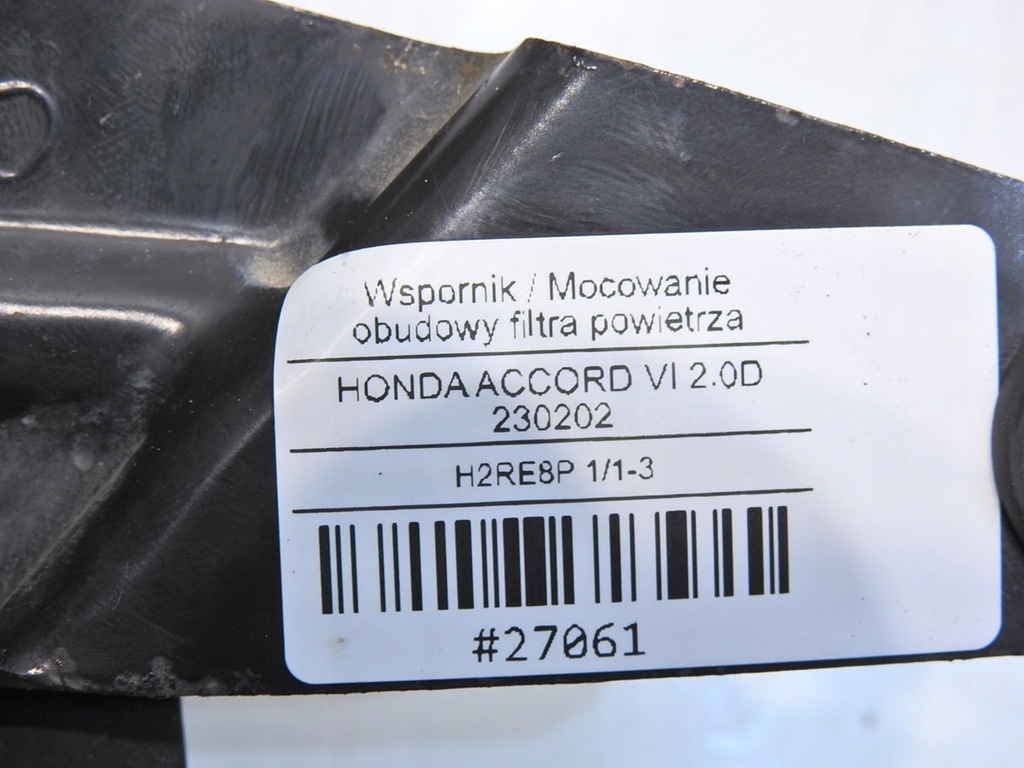 Wspornik / Mocowanie
obudowy filtra powietrza
HONDA ACCORD VI 2.0D
230202
H2RE8P 1/1-3
#27061